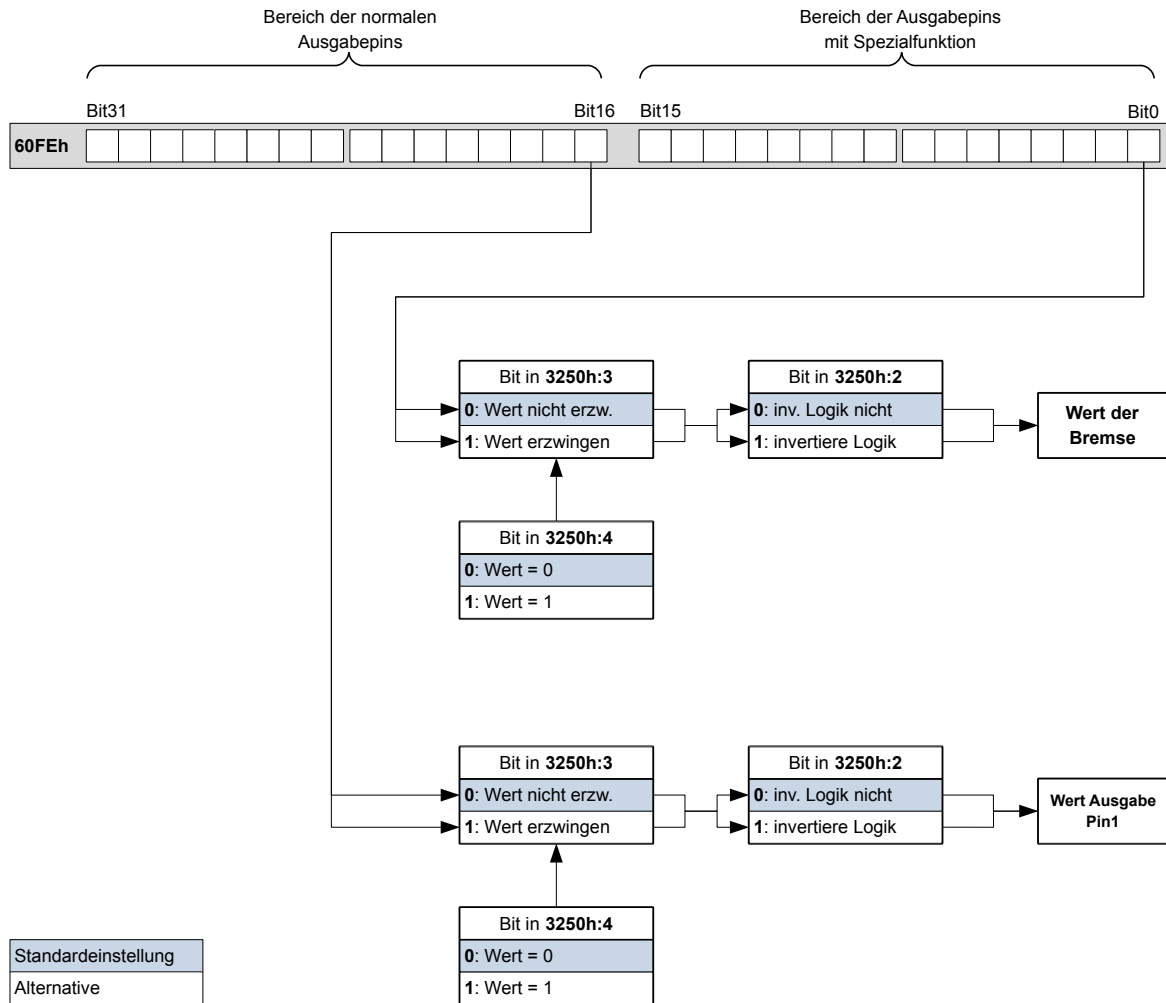 Bereich der normalen
Ausgabepins
Bereich der Ausgabepins
mit Spezialfunktion
Bit31
Bit16
Bit15
Bit0
60FEh
Bit in 3250h:3
0: Wert nicht erzw.
1: Wert erzwingen
Bit in 3250h:2
0: inv. Logik nicht
1: invertiere Logik
Wert der
Bremse
Bit in 3250h:4
0: Wert = 0
1: Wert = 1
Bit in 3250h:3
0: Wert nicht erzw.
1: Wert erzwingen
Bit in 3250h:2
0: inv. Logik nicht
1: invertiere Logik
Wert Ausgabe
Pin1
Bit in 3250h:4
0: Wert = 0
1: Wert = 1
Standardeinstellung
Alternative